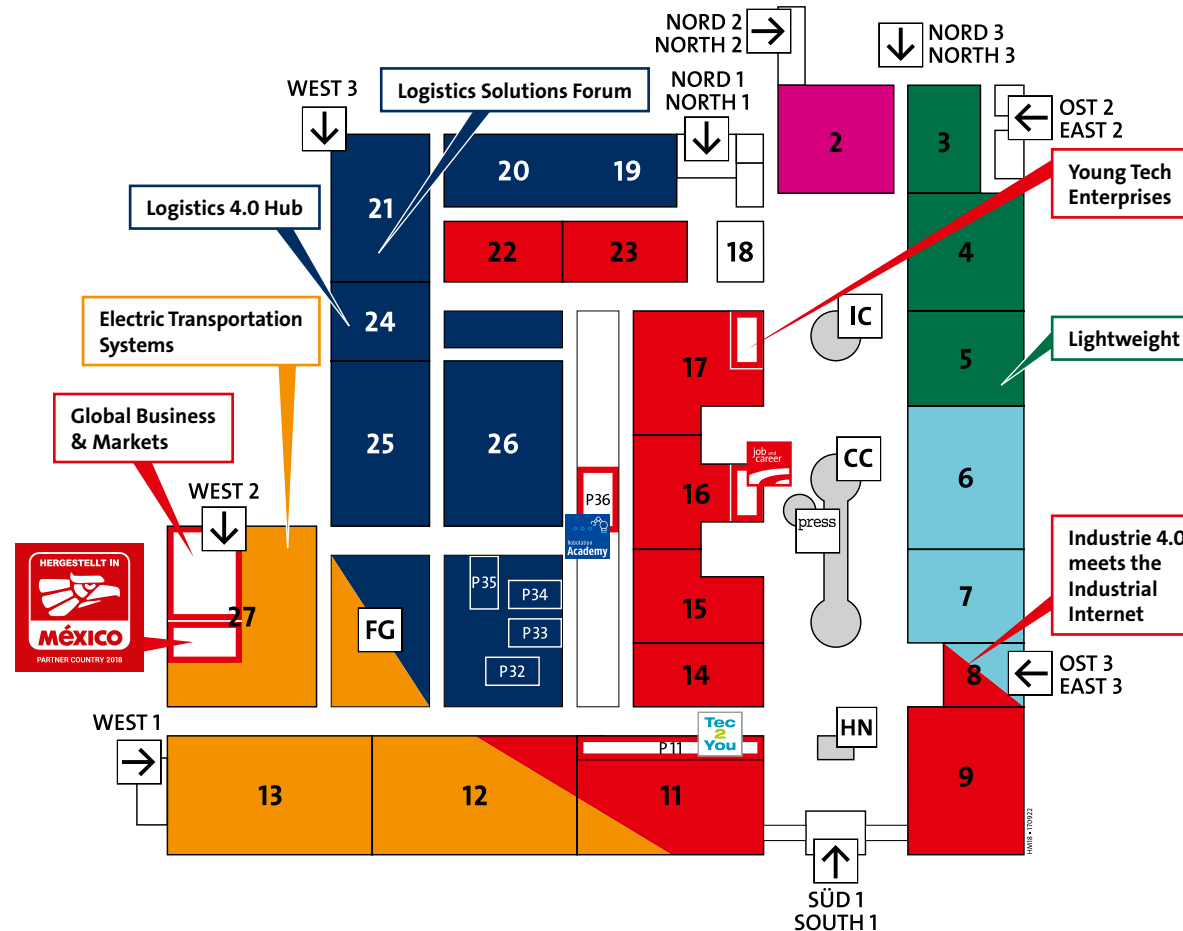 NORD 2
NORTH 2
NORD 3
NORTH 3
WEST 3
Logistics Solutions Forum
NORD 1
NORTH 1
OST 2
EAST 2
2
3
20
19
Young Tech
Enterprises
21
Logistics 4.0 Hub
22
23
18
4
Electric Transportation
Systems
24
IC
Lightweight
17
5
Global Business
& Markets
25
26
job and
career
CC
6
WEST 2
P36
16
press
Robotation
Academy
Industrie 4.0
meets the
Industrial
Internet
HERGESTELLT IN
MéXICO
PARTNER COUNTRY 2018
27
P35
P34
P33
P32
FG
15
7
14
8
OST 3
EAST 3
WEST 1
Tec
2
You
P11
HN
13
12
11
9
HM18 • 170922
SÜD 1
SOUTH 1